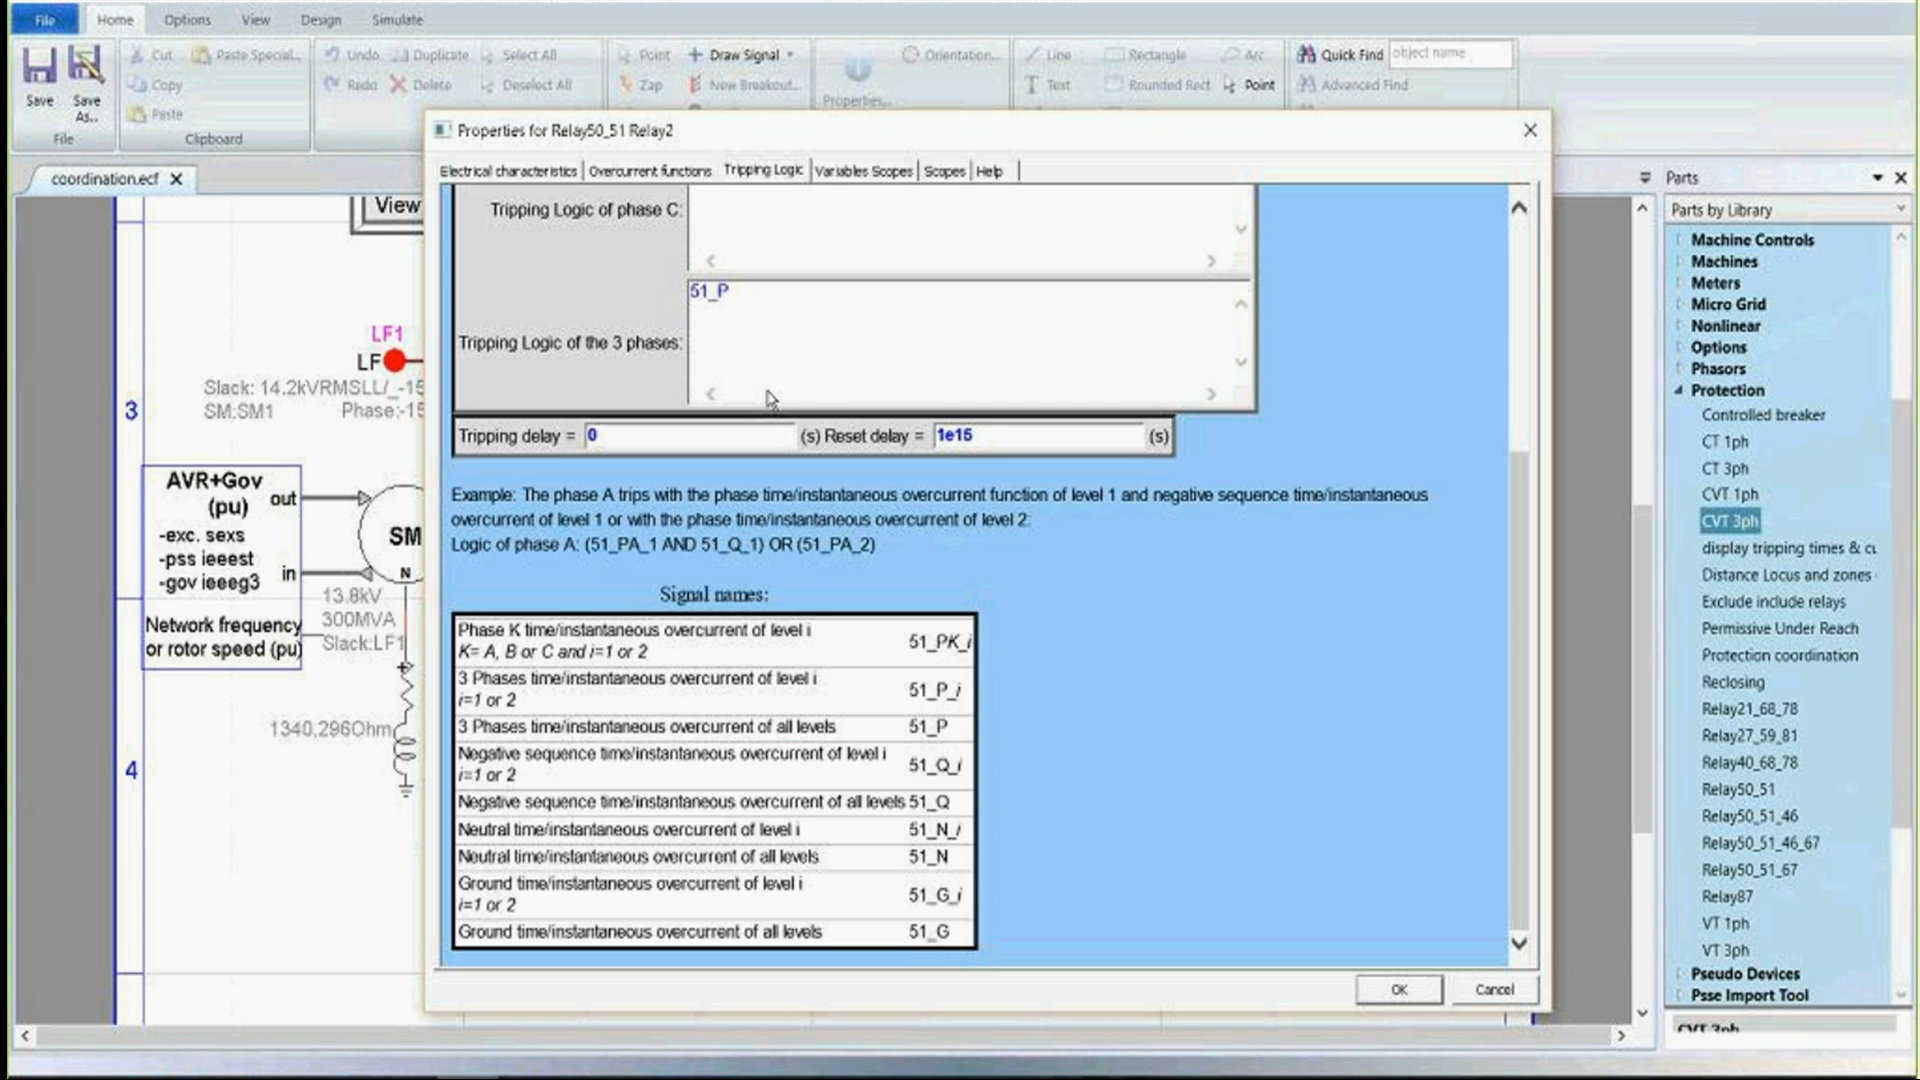 File
Home
Options
View
Design
Simulate
Save
Save
As..
File
Cut
Paste Special...
Copy
Paste
Clipboard
Undo
Duplicate
Select All
Redo
Delete
Deselect All
Point
Draw Signal
Zap
New Breakout...
Properties...
Orientation...
Line
Rectangle
Arc
Text
Rounded Rect
Point
Quick Find
object name
Advanced Find
coordination.ecf
View
3
4
LF1
LF
Slack: 14.2kVRMSLL/_-15
SM:SM1
Phase:-15
AVR+Gov
(pu)
out
-exc. sexs
-pss ieeest
-gov ieeeg3
in
Network frequency
or rotor speed (pu)
SM
N
13.8kV
300MVA
Slack:LF1
1340,296Ohm
Properties for Relay50_51 Relay2
Electrical characteristics
Overcurrent functions
Tripping Logic
Variables Scopes
Scopes
Help
Tripping Logic of phase C:
51_P
Tripping Logic of the 3 phases:
Tripping delay = 0 (s) Reset delay = 1e15 (s)
Example: The phase A trips with the phase time/instantaneous overcurrent function of level 1 and negative sequence time/instantaneous
overcurrent of level 1 or with the phase time/instantaneous overcurrent of level 2:
Logic of phase A: (51_PA_1 AND 51_Q_1) OR (51_PA_2)
Signal names:
Phase K time/instantaneous overcurrent of level i
K= A, B or C and i=1 or 2
51_PK_i
3 Phases time/instantaneous overcurrent of level i
i=1 or 2
51_P_i
3 Phases time/instantaneous overcurrent of all levels 51_P
Negative sequence time/instantaneous overcurrent of level i
i=1 or 2
51_Q_i
Negative sequence time/instantaneous overcurrent of all levels 51_Q
Neutral time/instantaneous overcurrent of level i 51_N_i
Neutral time/instantaneous overcurrent of all levels 51_N
Ground time/instantaneous overcurrent of level i
i=1 or 2
51_G_i
Ground time/instantaneous overcurrent of all levels 51_G
OK
Cancel
Parts
Parts by Library
Machine Controls
Machines
Meters
Micro Grid
Nonlinear
Options
Phasors
Protection
Controlled breaker
CT 1ph
CT 3ph
CVT 1ph
CVT 3ph
display tripping times & cu
Distance Locus and zones
Exclude include relays
Permissive Under Reach
Protection coordination
Reclosing
Relay21_68_78
Relay27_59_81
Relay40_68_78
Relay50_51
Relay50_51_46
Relay50_51_46_67
Relay50_51_67
Relay87
VT 1ph
VT 3ph
Pseudo Devices
Psse Import Tool
CVT 3ph